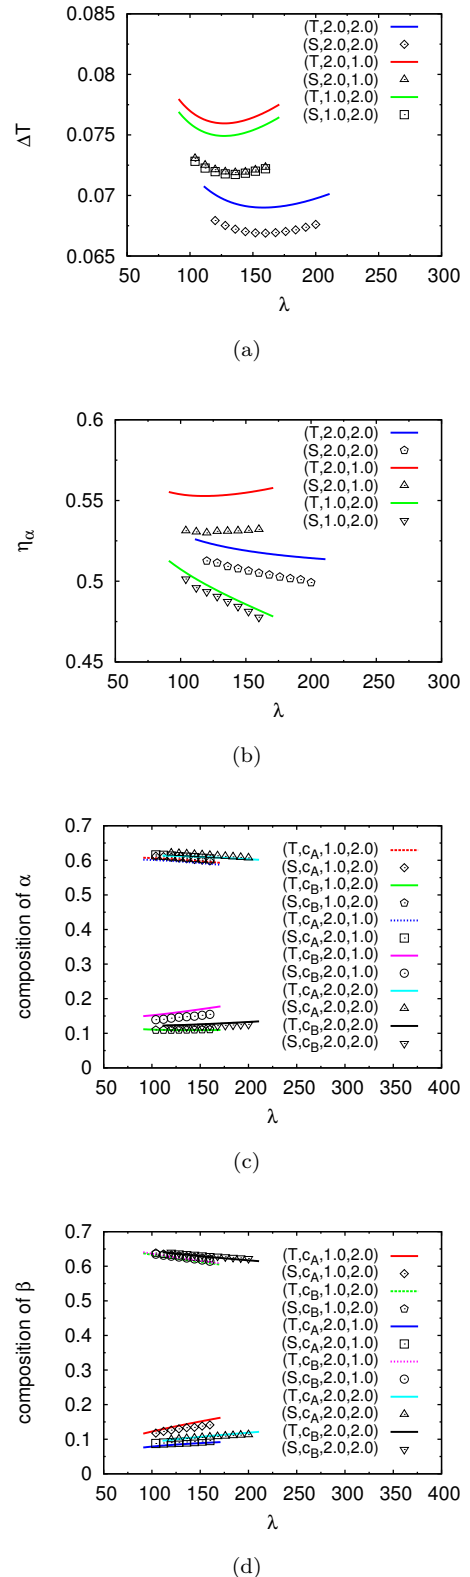 0.085
0.08
0.075
0.07
0.065
ΔT
50 100 150 200 250 300
λ
(T,2.0,2.0)
(S,2.0,2.0)
(T,2.0,1.0)
(S,2.0,1.0)
(T,1.0,2.0)
(S,1.0,2.0)
(a)
0.6
0.55
0.5
0.45
η_α
50 100 150 200 250 300
λ
(T,2.0,2.0)
(S,2.0,2.0)
(T,2.0,1.0)
(S,2.0,1.0)
(T,1.0,2.0)
(S,1.0,2.0)
(b)
0.7
0.6
0.5
0.4
0.3
0.2
0.1
0
composition of α
50 100 150 200 250 300 350 400
λ
(T,c_A,1.0,2.0)
(S,c_A,1.0,2.0)
(T,c_B,1.0,2.0)
(S,c_B,1.0,2.0)
(T,c_A,2.0,1.0)
(S,c_A,2.0,1.0)
(T,c_B,2.0,1.0)
(S,c_B,2.0,1.0)
(T,c_A,2.0,2.0)
(S,c_A,2.0,2.0)
(T,c_B,2.0,2.0)
(S,c_B,2.0,2.0)
(c)
0.7
0.6
0.5
0.4
0.3
0.2
0.1
0
composition of β
50 100 150 200 250 300 350 400
λ
(T,c_A,1.0,2.0)
(S,c_A,1.0,2.0)
(T,c_B,1.0,2.0)
(S,c_B,1.0,2.0)
(T,c_A,2.0,1.0)
(S,c_A,2.0,1.0)
(T,c_B,2.0,1.0)
(S,c_B,2.0,1.0)
(T,c_A,2.0,2.0)
(S,c_A,2.0,2.0)
(T,c_B,2.0,2.0)
(S,c_B,2.0,2.0)
(d)